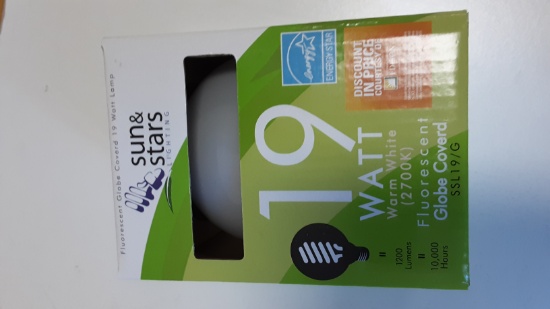 Fluorescent Globe Coverd 19 Watt Lamp
sun&
stars
LIGHTING
ENERGY STAR
DISCOUNT
IN PRICE
19
WATT
Warm White
(2700K)
Fluorescent
Globe Coverd
SSL19/G
=
1200
Lumens
=
10,000
Hours